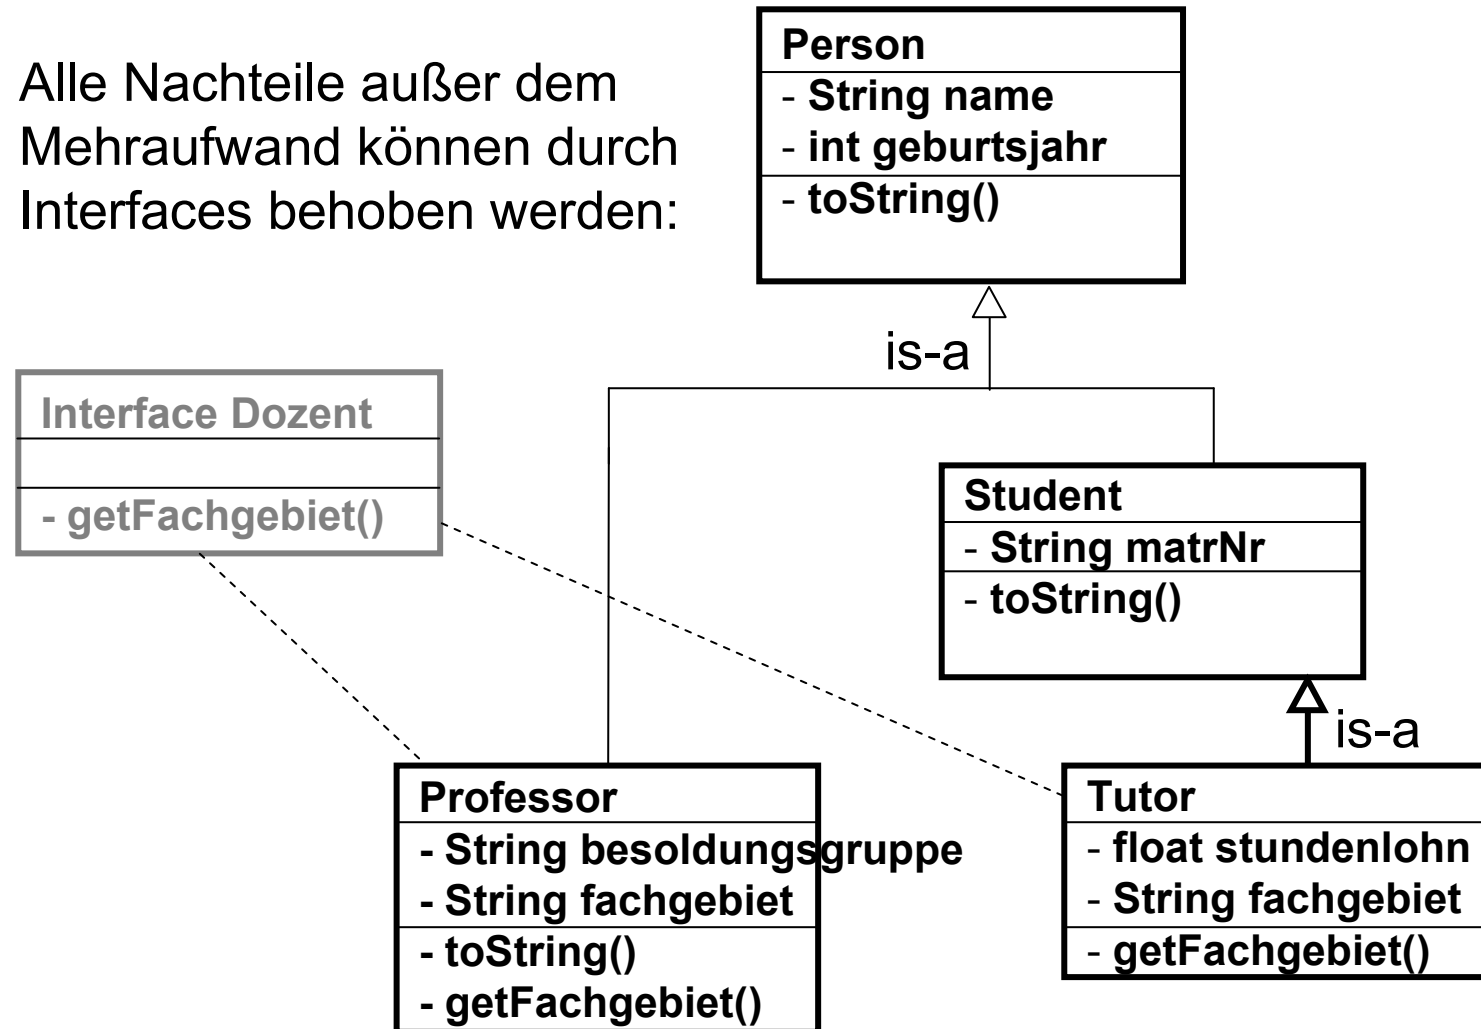 Alle Nachteile außer dem
Mehraufwand können durch
Interfaces behoben werden:
Person
- String name
- int geburtsjahr
- toString()
is-a
Interface Dozent
- getFachgebiet()
Student
- String matrNr
- toString()
is-a
Professor
- String besoldungsgruppe
- String fachgebiet
- toString()
- getFachgebiet()
Tutor
- float stundenlohn
- String fachgebiet
- getFachgebiet()